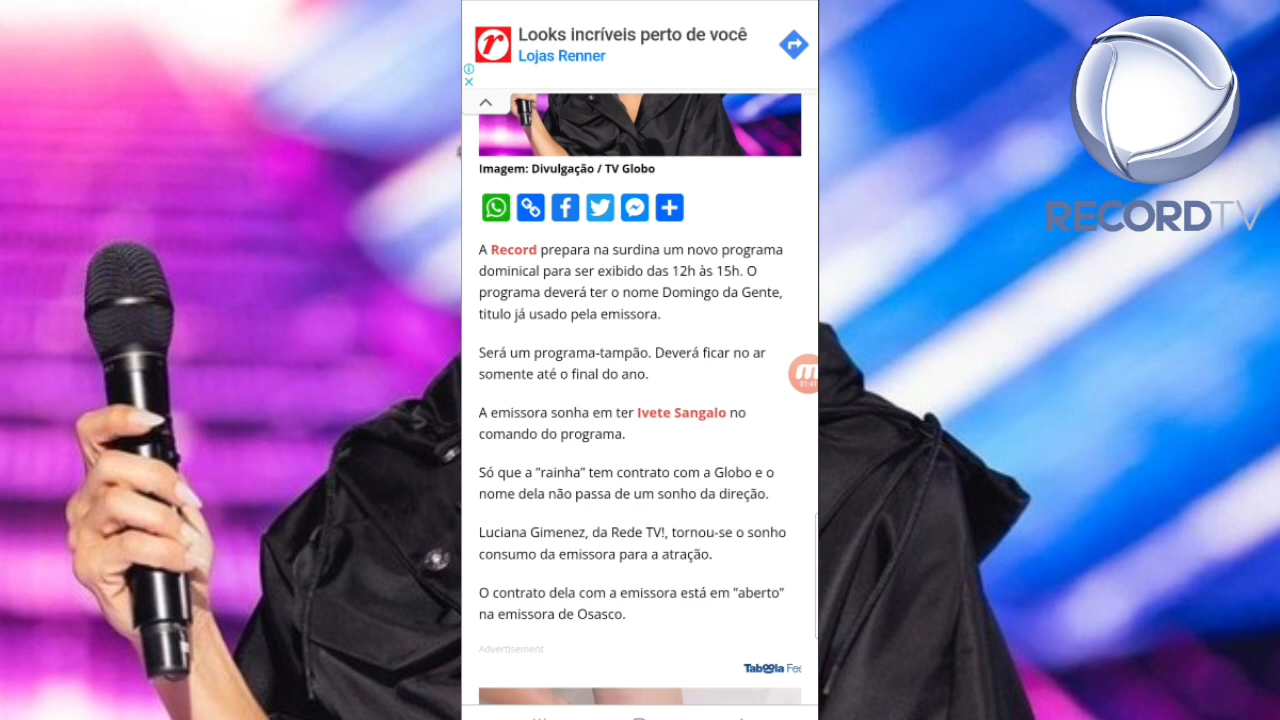 Looks incríveis perto de você
Lojas Renner
Imagem: Divulgação / TV Globo
A Record prepara na surdina um novo programa
dominical para ser exibido das 12h às 15h. O
programa deverá ter o nome Domingo da Gente,
titulo já usado pela emissora.
Será um programa-tampão. Deverá ficar no ar
somente até o final do ano.
A emissora sonha em ter Ivete Sangalo no
comando do programa.
Só que a “rainha” tem contrato com a Globo e o
nome dela não passa de um sonho da direção.
Luciana Gimenez, da Rede TV!, tornou-se o sonho
consumo da emissora para a atração.
O contrato dela com a emissora está em “aberto”
na emissora de Osasco.
Advertisement
Taboola Fee
RECORDTV
01:41